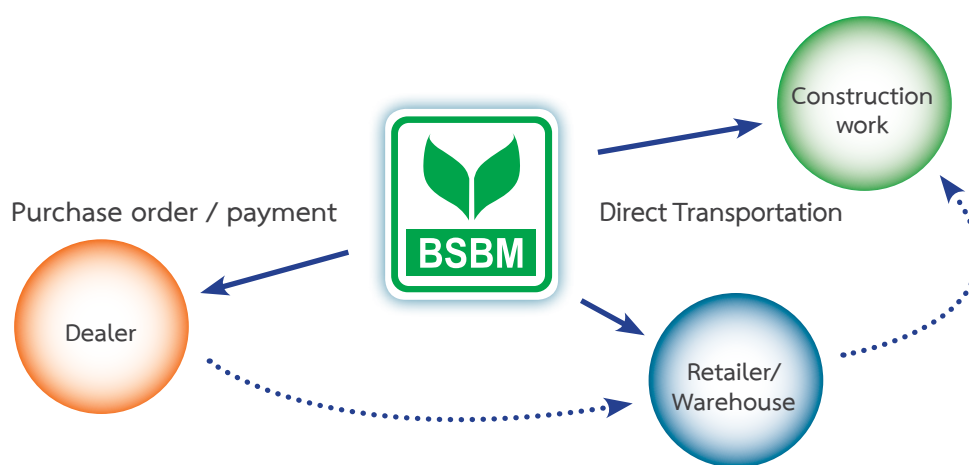 Construction
work
Purchase order / payment
Direct Transportation
BSBM
Dealer
Retailer/
Warehouse